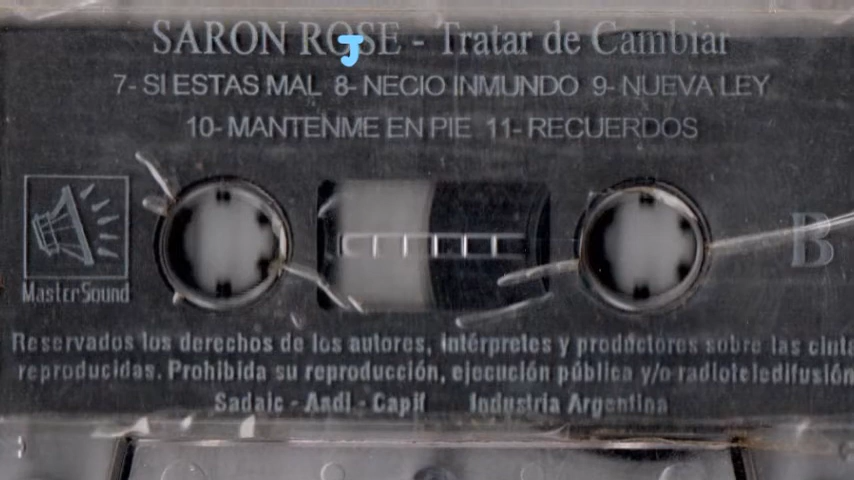 SARON ROSE - Tratar de Cambiar
J
7- SI ESTAS MAL 8- NECIO INMUNDO 9- NUEVA LEY
10- MANTENME EN PIE 11- RECUERDOS
B
MasterSound
Reservados los derechos de los autores, intérpretes y productores sobre las cinta
reproducidas. Prohibida su reproducción, ejecución pública y/o radioteledifusión
Sadaic - Aadi - Capif Industria Argentina